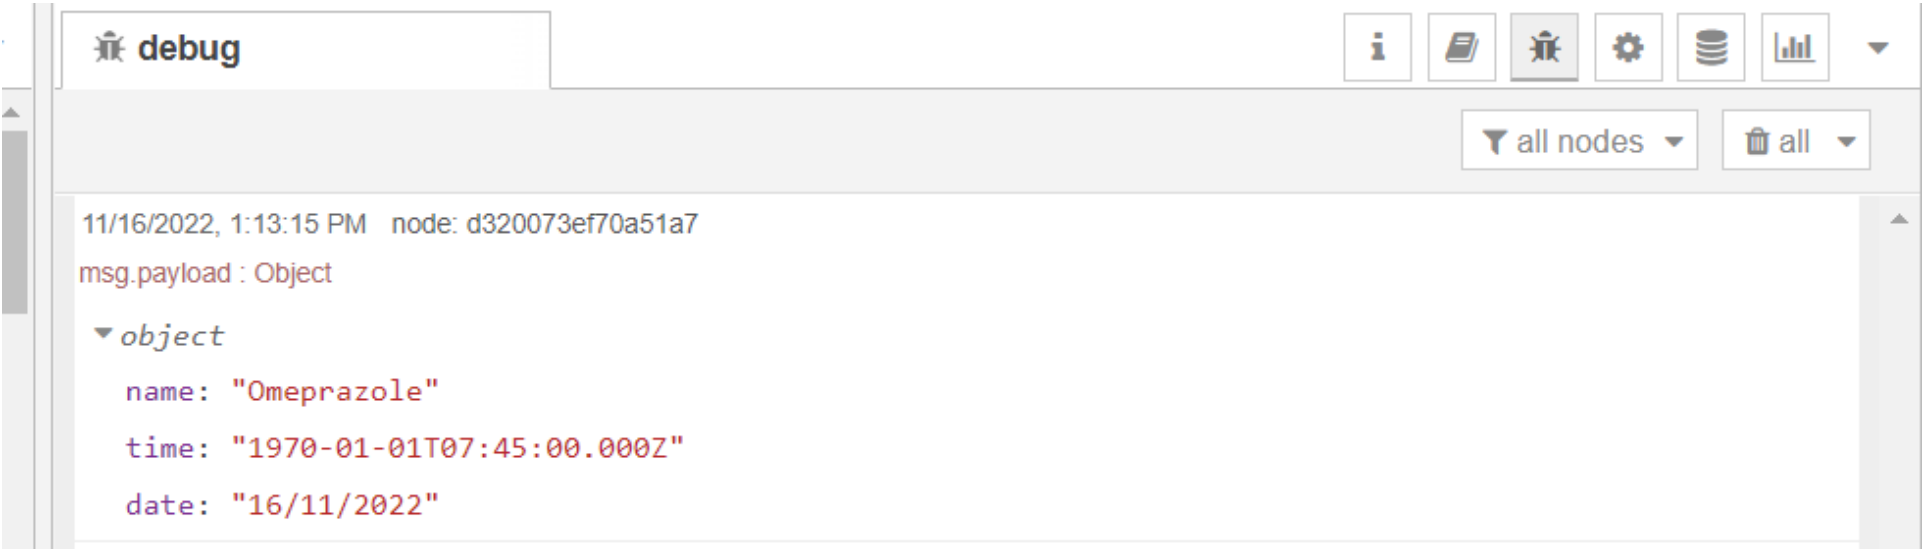 debug
all nodes
all
11/16/2022, 1:13:15 PM node: d320073ef70a51a7
msg.payload : Object
object
name: "Omeprazole"
time: "1970-01-01T07:45:00.000Z"
date: "16/11/2022"